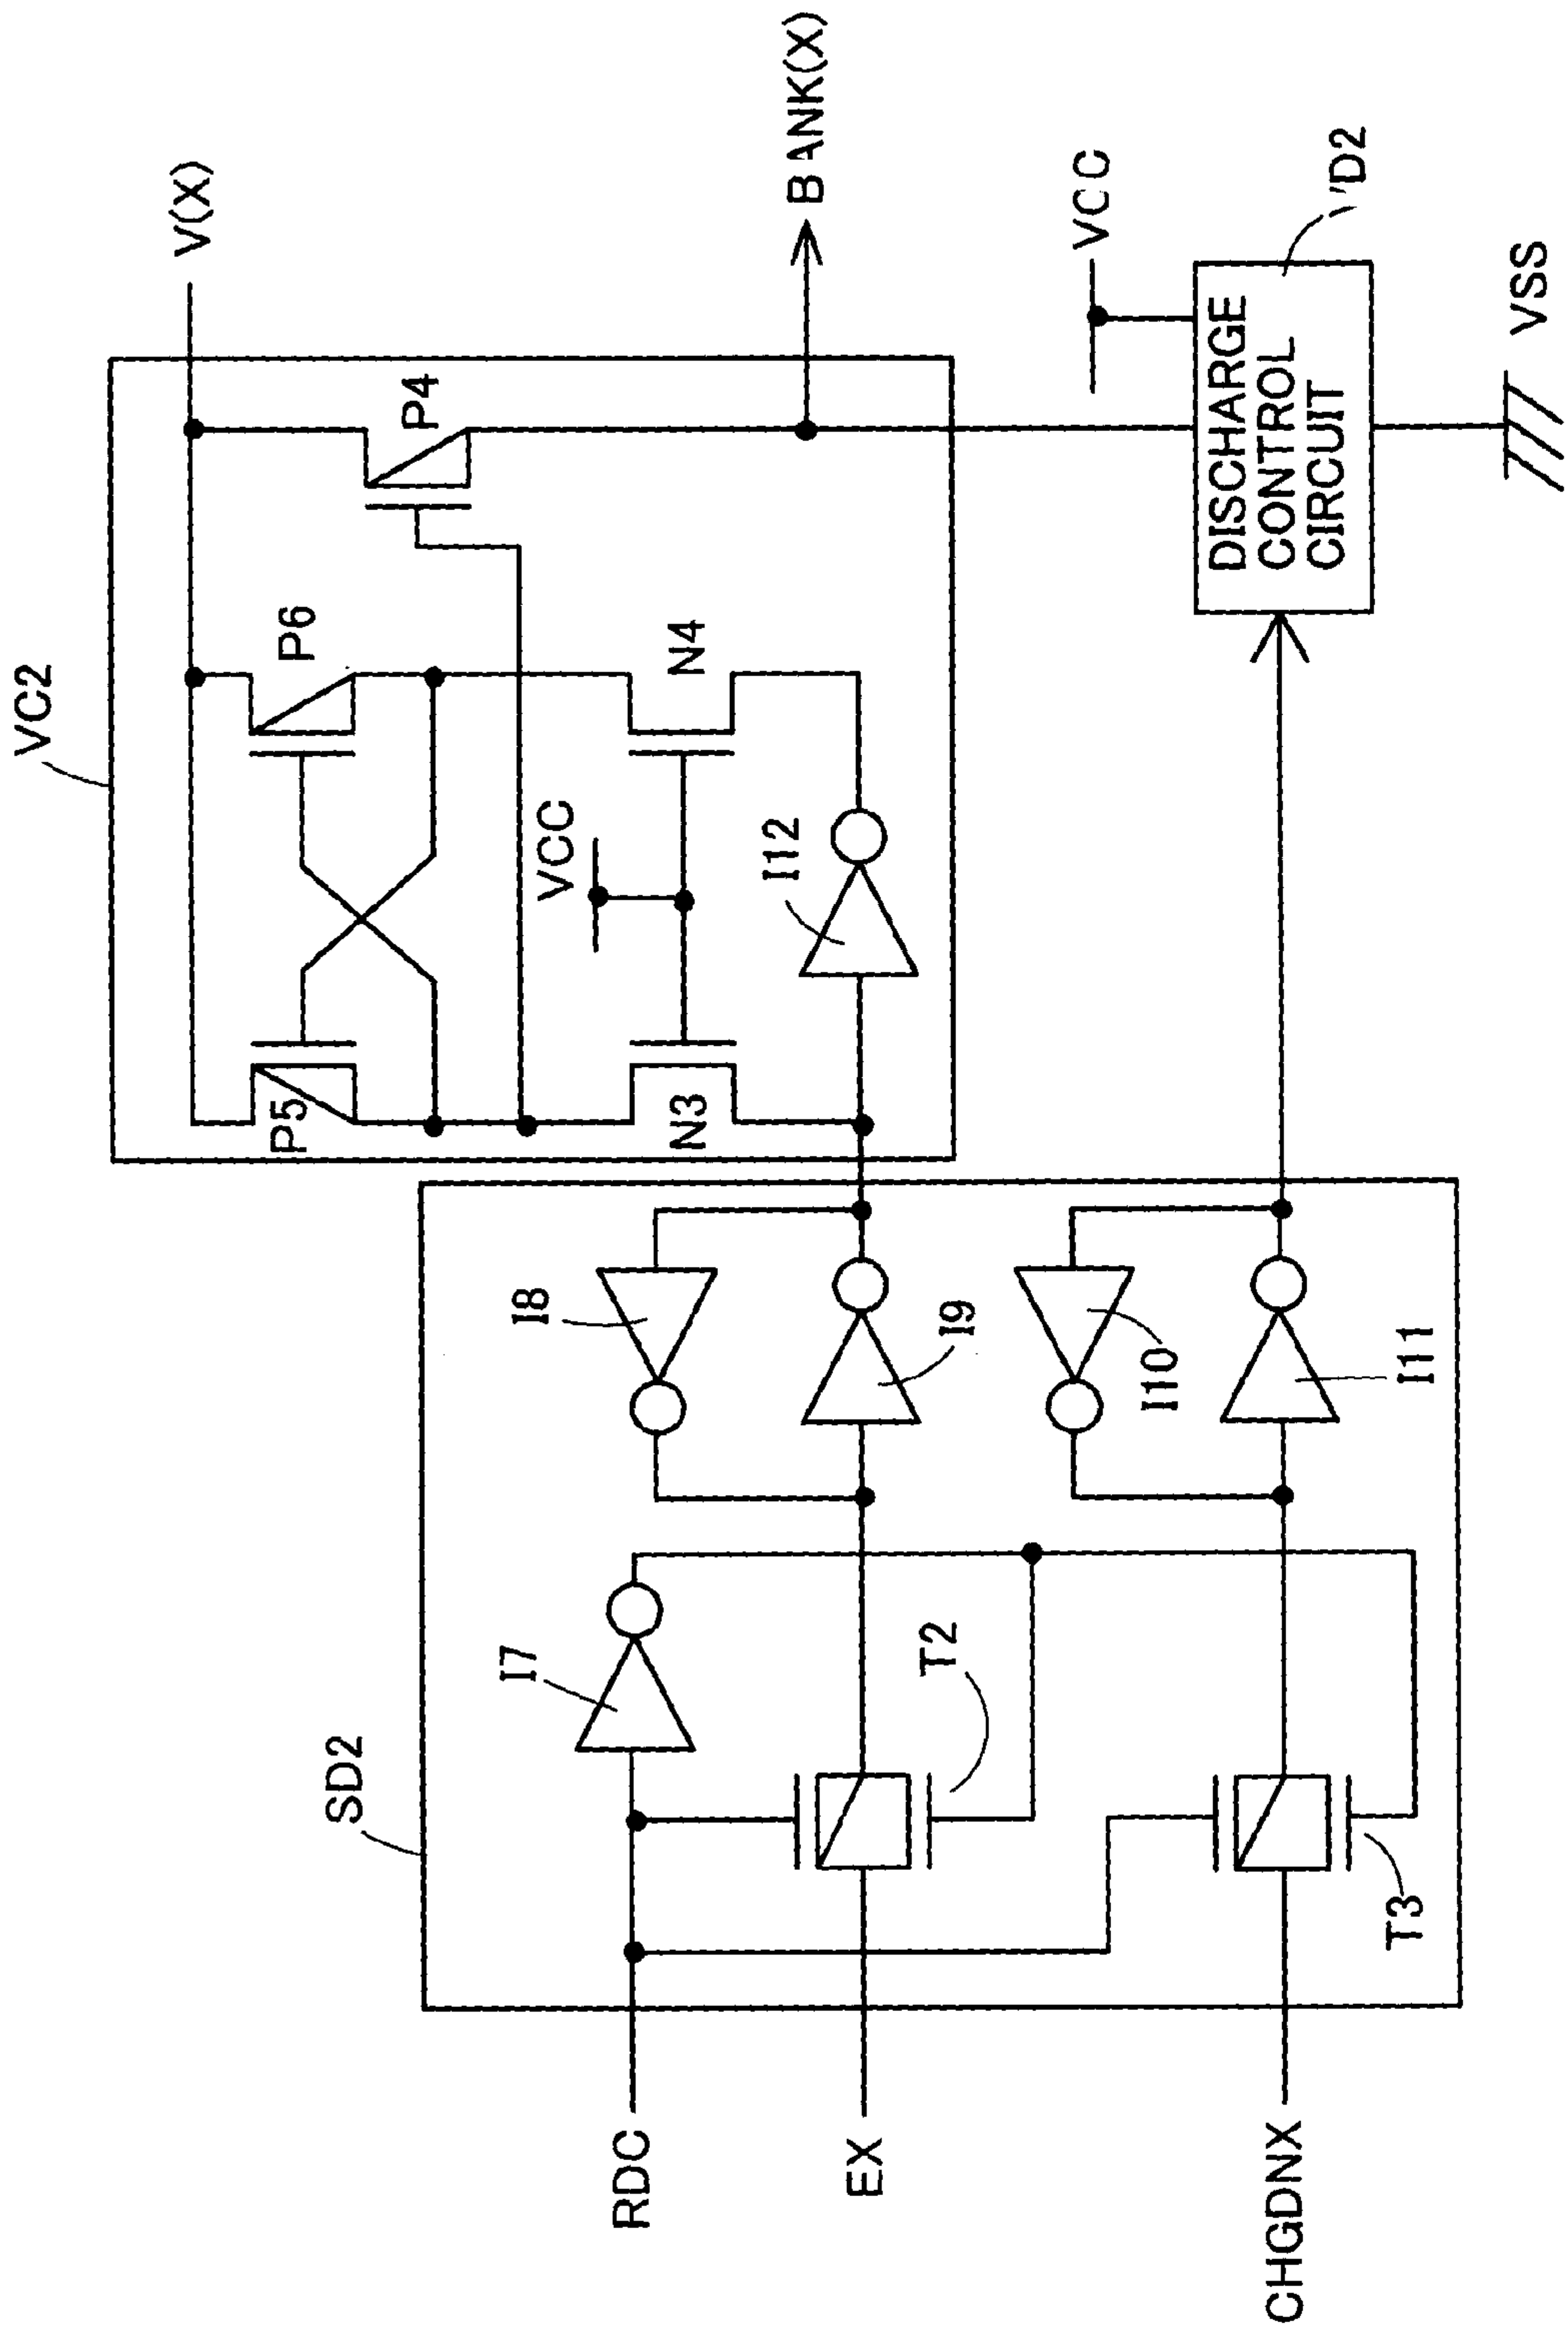 VC2
V(X)
P5
P6
P4
VCC
N3
N4
I12
BANK(X)
SD2
I7
I8
I9
T2
I10
I11
T3
RDC
EX
CHGDNX
VCC
DISCHARGE
CONTROL
CIRCUIT
D2
VSS